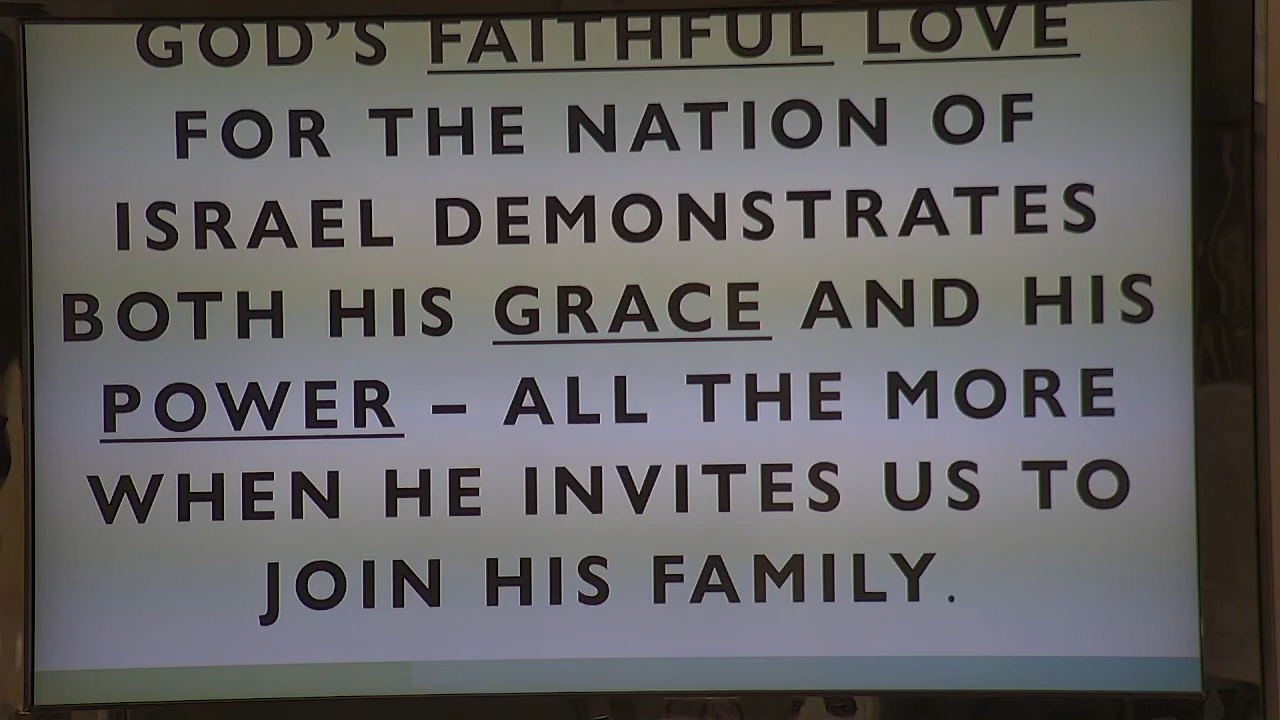 GOD'S FAITHFUL LOVE
FOR THE NATION OF
ISRAEL DEMONSTRATES
BOTH HIS GRACE AND HIS
POWER – ALL THE MORE
WHEN HE INVITES US TO
JOIN HIS FAMILY.